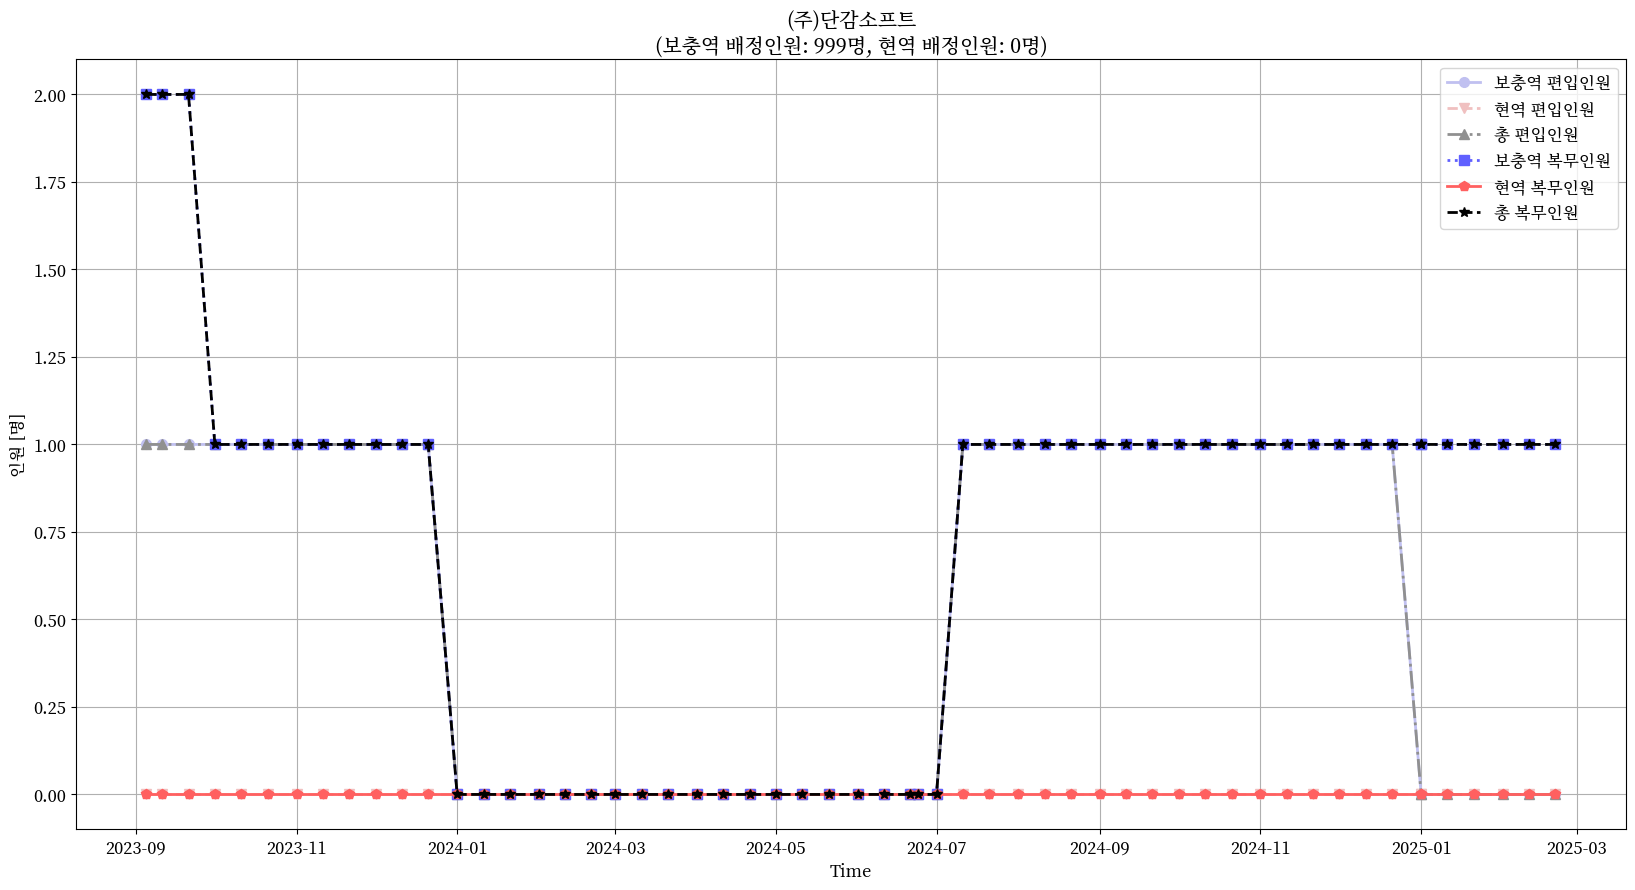 (주)단감소프트
(보충역 배정인원: 999명, 현역 배정인원: 0명)
보충역 편입인원
현역 편입인원
총 편입인원
보충역 복무인원
현역 복무인원
총 복무인원
인원 [명]
2.00
1.75
1.50
1.25
1.00
0.75
0.50
0.25
0.00
2023-09
2023-11
2024-01
2024-03
2024-05
2024-07
2024-09
2024-11
2025-01
2025-03
Time